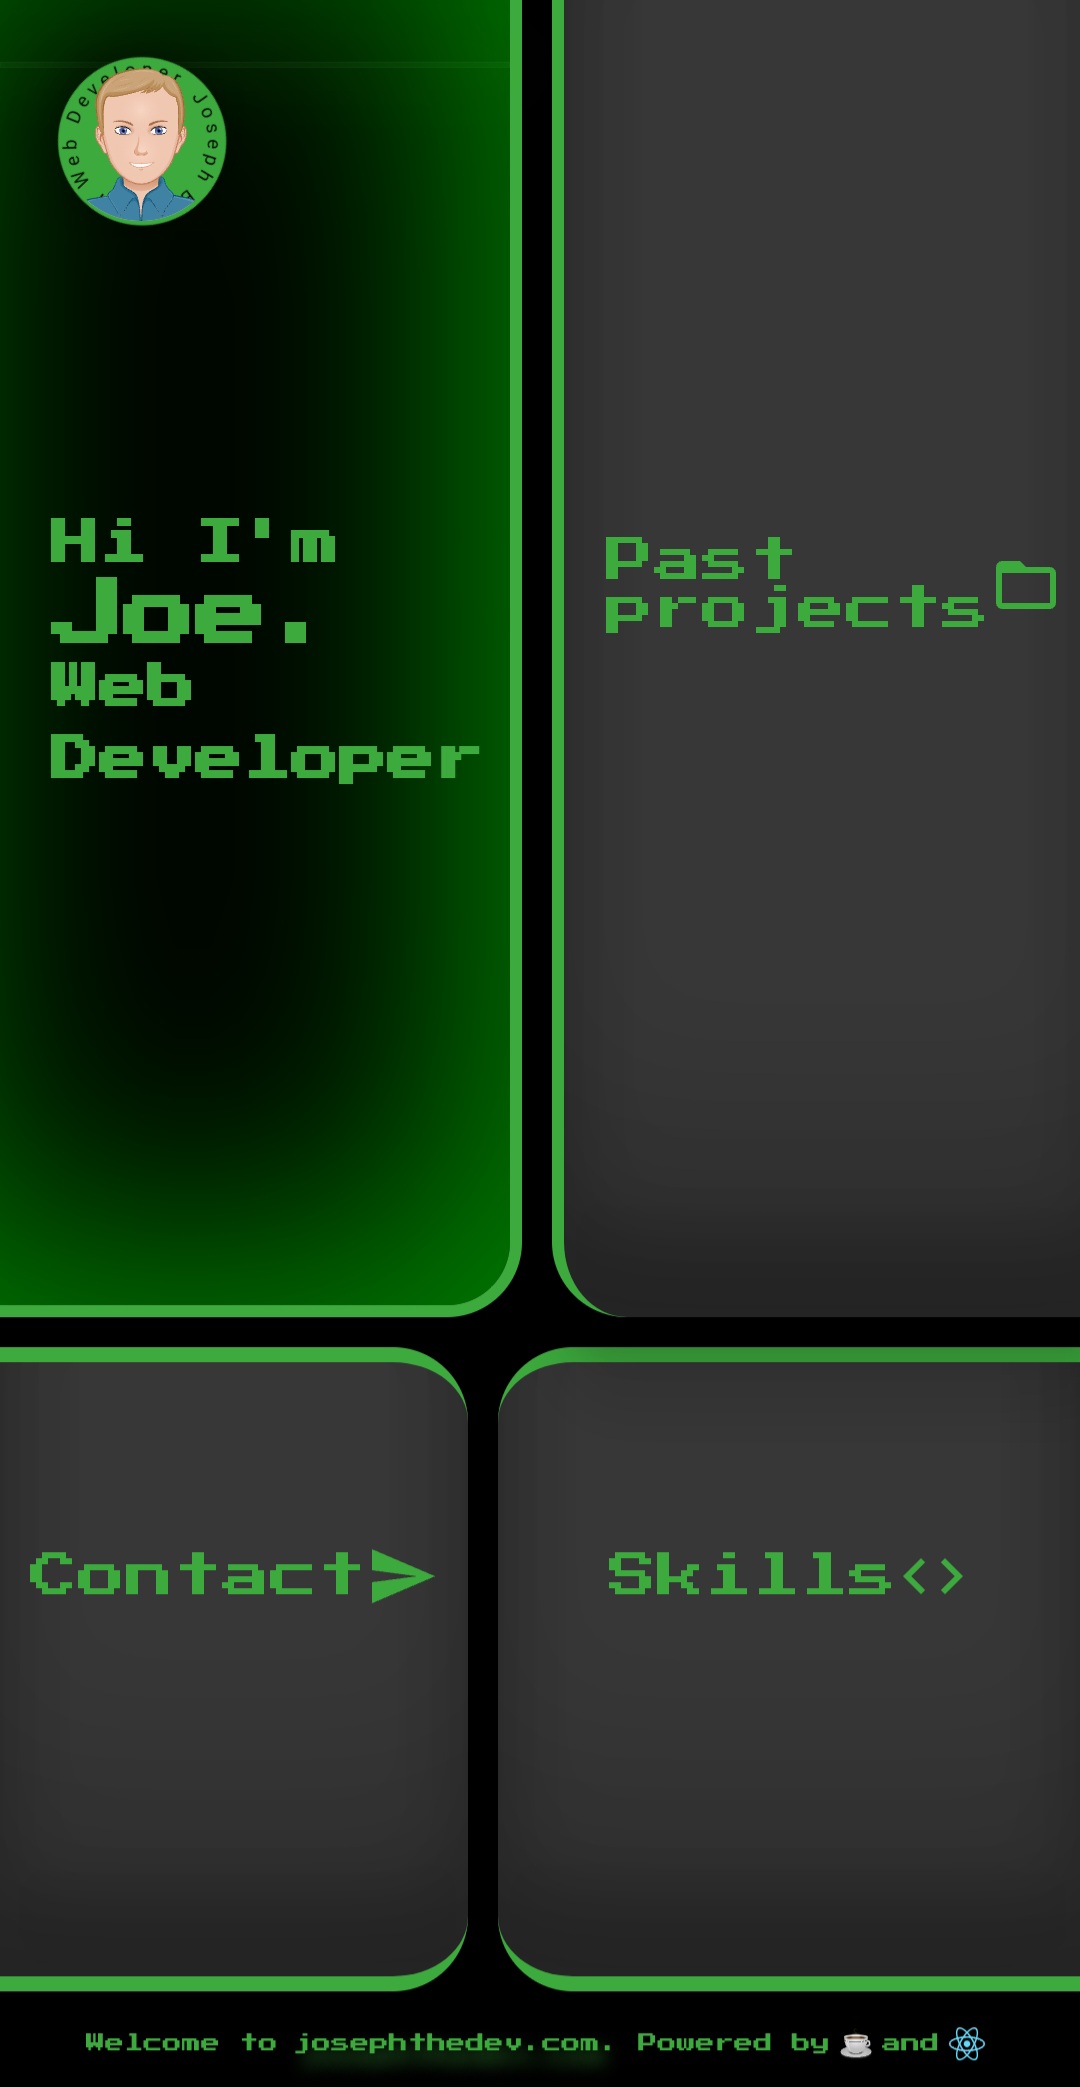 Web Developer Joseph
Hi I'm
Joe.
Web
Developer
Past
projects
Contact
Skills
Welcome to josephthedev.com. Powered by ☕ and